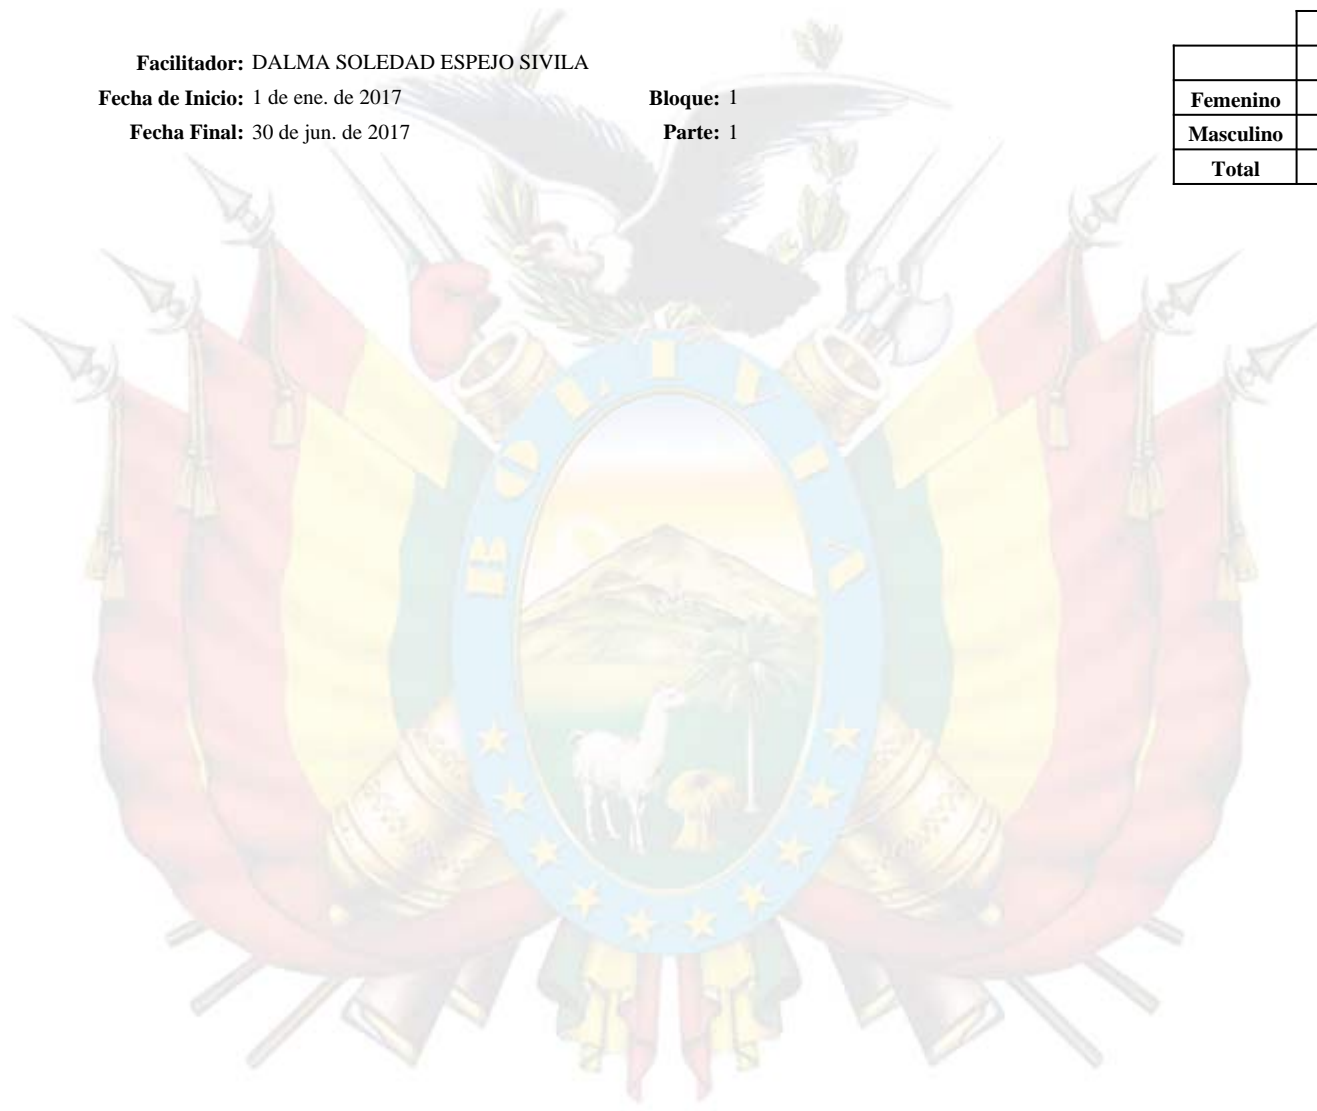 Facilitador: DALMA SOLEDAD ESPEJO SIVILA
Fecha de Inicio: 1 de ene. de 2017 Bloque: 1
Fecha Final: 30 de jun. de 2017 Parte: 1
Femenino
Masculino
Total
BOLIVIA